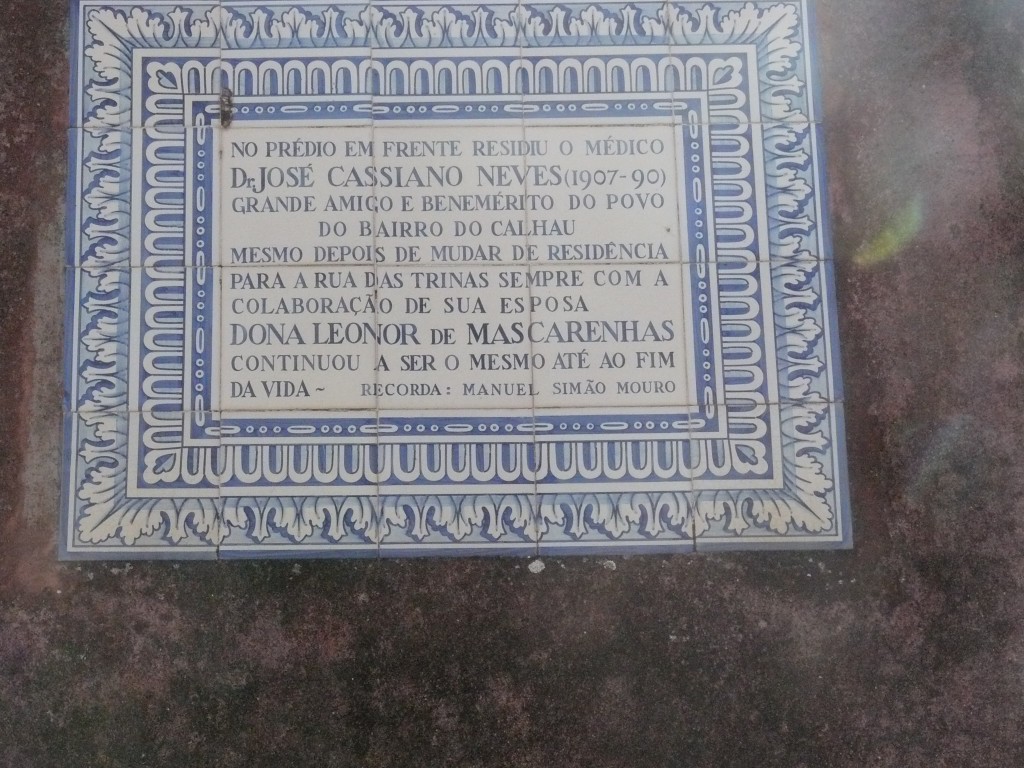 NO PRÉDIO EM FRENTE RESIDIU O MÉDICO
Dr. JOSÉ CASSIANO NEVES (1907-90)
GRANDE AMIGO E BENEMÉRITO DO POVO
DO BAIRRO DO CALHAU
MESMO DEPOIS DE MUDAR DE RESIDÊNCIA
PARA A RUA DAS TRINAS SEMPRE COM A
COLABORAÇÃO DE SUA ESPOSA
DONA LEONOR DE MASCARENHAS
CONTINUOU A SER O MESMO ATÉ AO FIM
DA VIDA ~ RECORDA: MANUEL SIMÃO MOURO